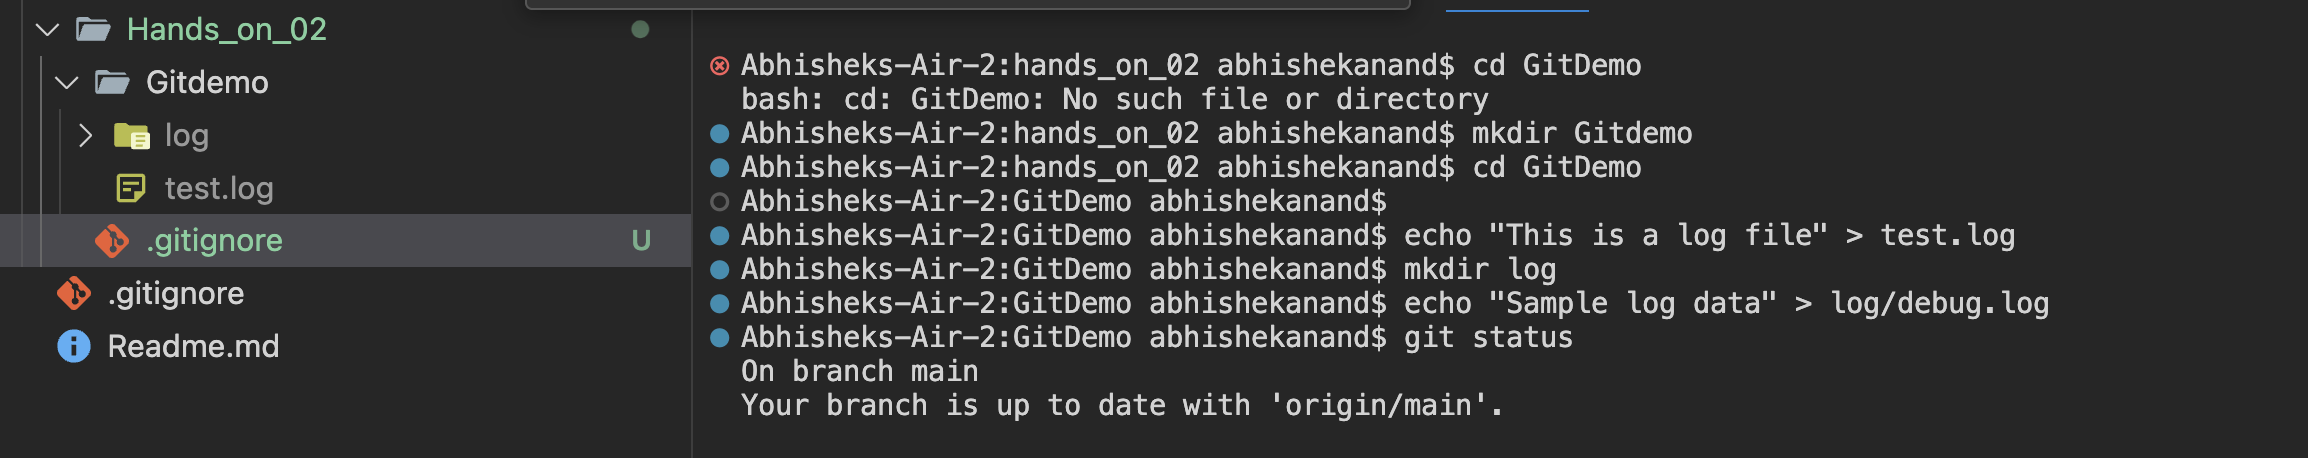 Hands_on_02
Gitdemo
log
test.log
.gitignore U
.gitignore
Readme.md
Abhisheks-Air-2:hands_on_02 abhishekanand$ cd GitDemo
bash: cd: GitDemo: No such file or directory
Abhisheks-Air-2:hands_on_02 abhishekanand$ mkdir Gitdemo
Abhisheks-Air-2:hands_on_02 abhishekanand$ cd GitDemo
Abhisheks-Air-2:GitDemo abhishekanand$
Abhisheks-Air-2:GitDemo abhishekanand$ echo "This is a log file" > test.log
Abhisheks-Air-2:GitDemo abhishekanand$ mkdir log
Abhisheks-Air-2:GitDemo abhishekanand$ echo "Sample log data" > log/debug.log
Abhisheks-Air-2:GitDemo abhishekanand$ git status
On branch main
Your branch is up to date with 'origin/main'.